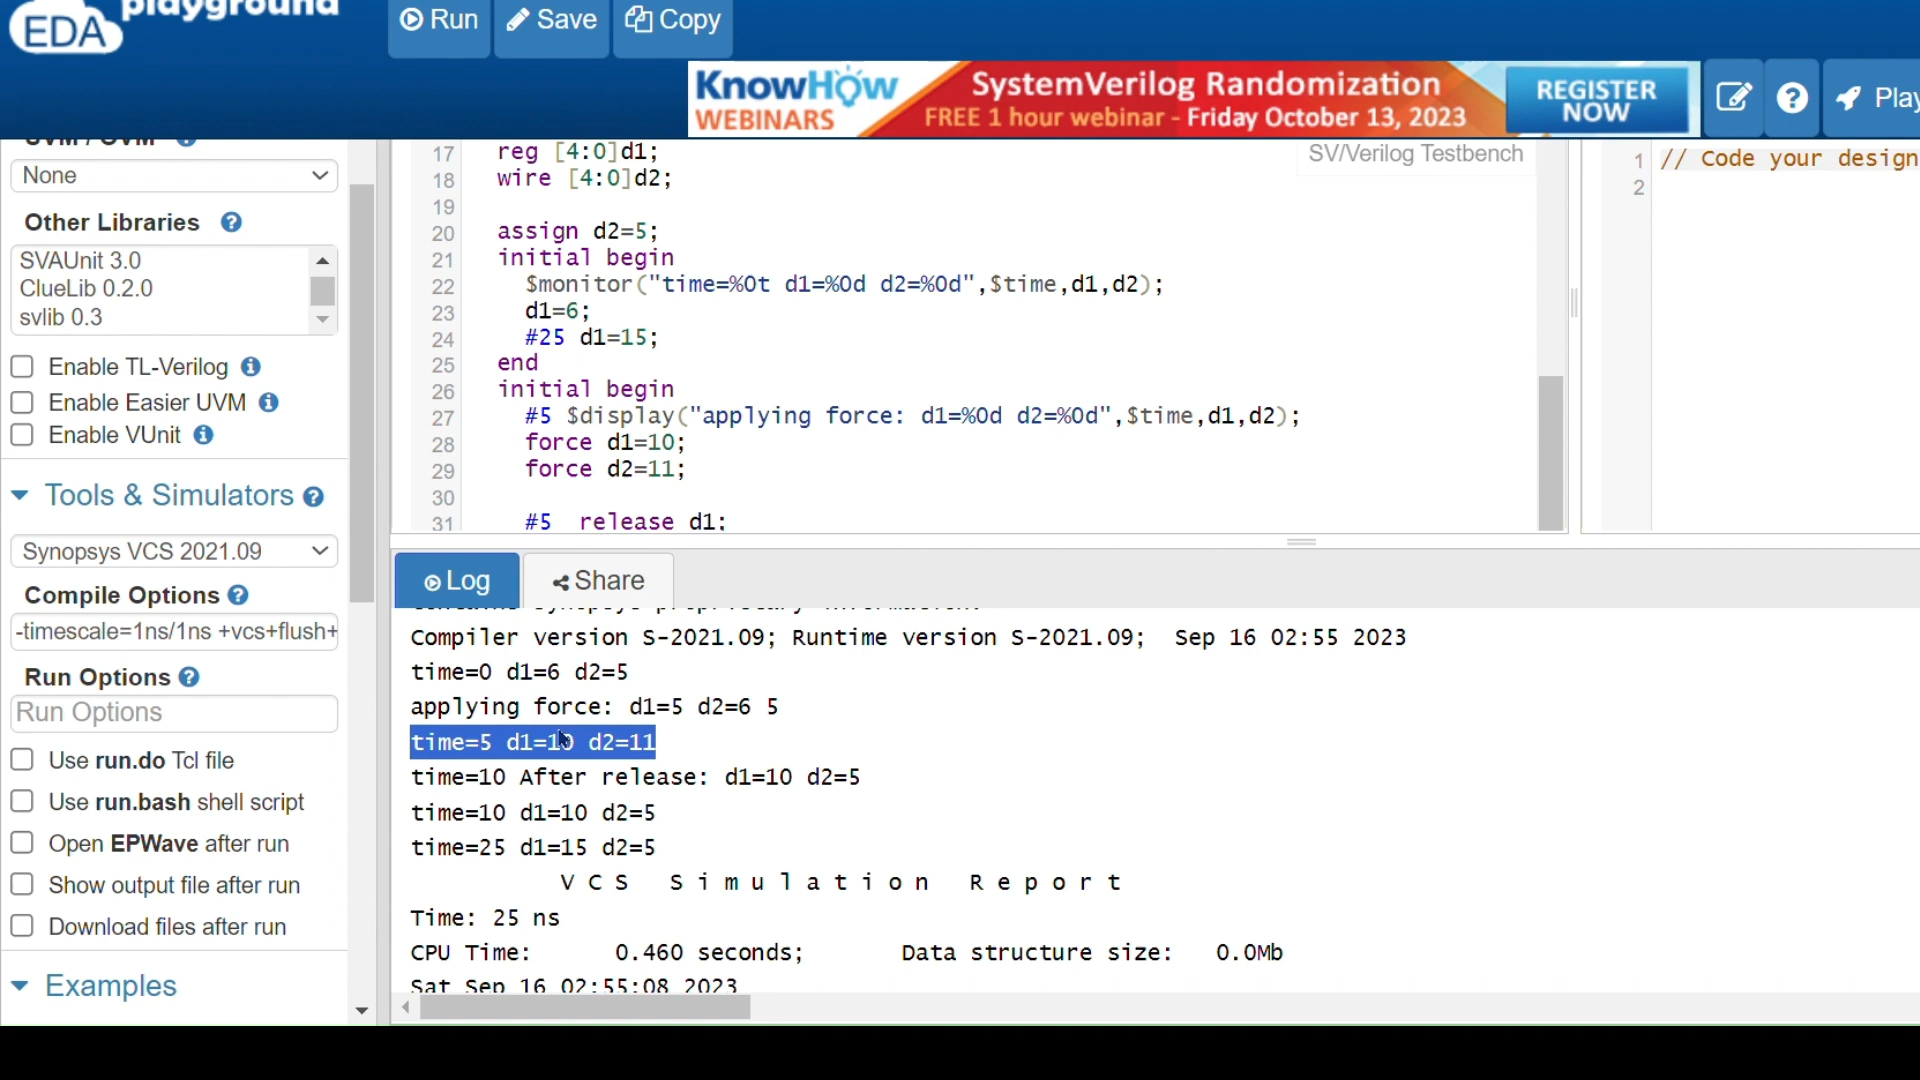 EDA playground
Run
Save
Copy
KnowHow
WEBINARS
SystemVerilog Randomization
FREE 1 hour webinar - Friday October 13, 2023
REGISTER
NOW
Play
UVM / OVM
None
Other Libraries
SVAUnit 3.0
ClueLib 0.2.0
svlib 0.3
Enable TL-Verilog
Enable Easier UVM
Enable VUnit
Tools & Simulators
Synopsys VCS 2021.09
Compile Options
-timescale=1ns/1ns +vcs+flush+
Run Options
Run Options
Use run.do Tcl file
Use run.bash shell script
Open EPWave after run
Show output file after run
Download files after run
Examples
SV/Verilog Testbench
17 reg [4:0]d1;
18 wire [4:0]d2;
19
20 assign d2=5;
21 initial begin
22 $monitor("time=%0t d1=%0d d2=%0d",$time,d1,d2);
23 d1=6;
24 #25 d1=15;
25 end
26 initial begin
27 #5 $display("applying force: d1=%0d d2=%0d",$time,d1,d2);
28 force d1=10;
29 force d2=11;
30
31 #5 release d1;
1 // Code your design
2
Log
Share
Compiler version S-2021.09; Runtime version S-2021.09; Sep 16 02:55 2023
time=0 d1=6 d2=5
applying force: d1=5 d2=6 5
time=5 d1=10 d2=11
time=10 After release: d1=10 d2=5
time=10 d1=10 d2=5
time=25 d1=15 d2=5
V C S S i m u l a t i o n R e p o r t
Time: 25 ns
CPU Time: 0.460 seconds; Data structure size: 0.0Mb
Sat Sep 16 02:55:08 2023